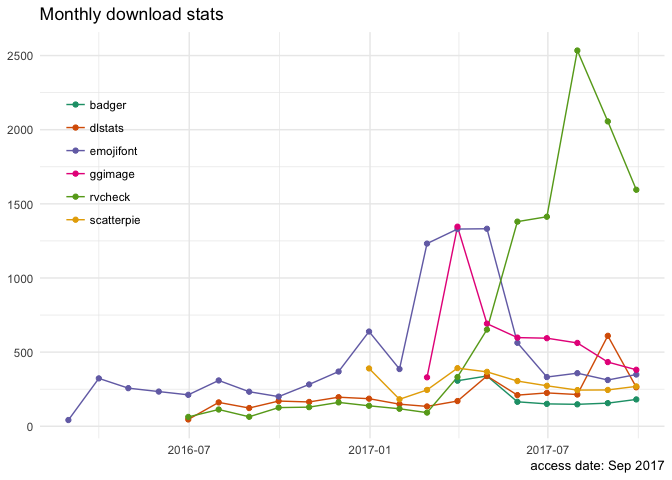 Monthly download stats
2500
2000
1500
1000
500
0
badger
dlstats
emojifont
ggimage
rvcheck
scatterpie
2016-07
2017-01
2017-07
access date: Sep 2017